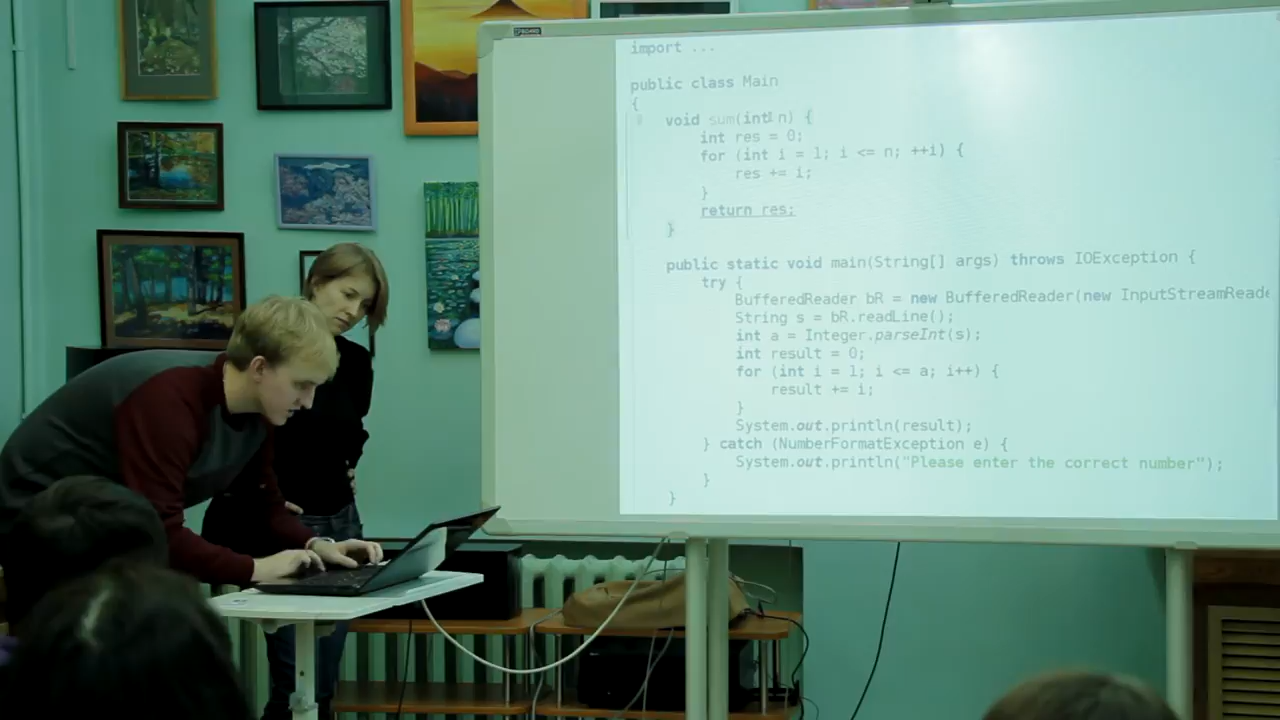 import ...
public class Main
{
void sum(int n) {
int res = 0;
for (int i = 1; i <= n; ++i) {
res += i;
}
return res;
}
public static void main(String[] args) throws IOException {
try {
BufferedReader bR = new BufferedReader(new InputStreamReade
String s = bR.readLine();
int a = Integer.parseInt(s);
int result = 0;
for (int i = 1; i <= a; i++) {
result += i;
}
System.out.println(result);
} catch (NumberFormatException e) {
System.out.println("Please enter the correct number");
}
}